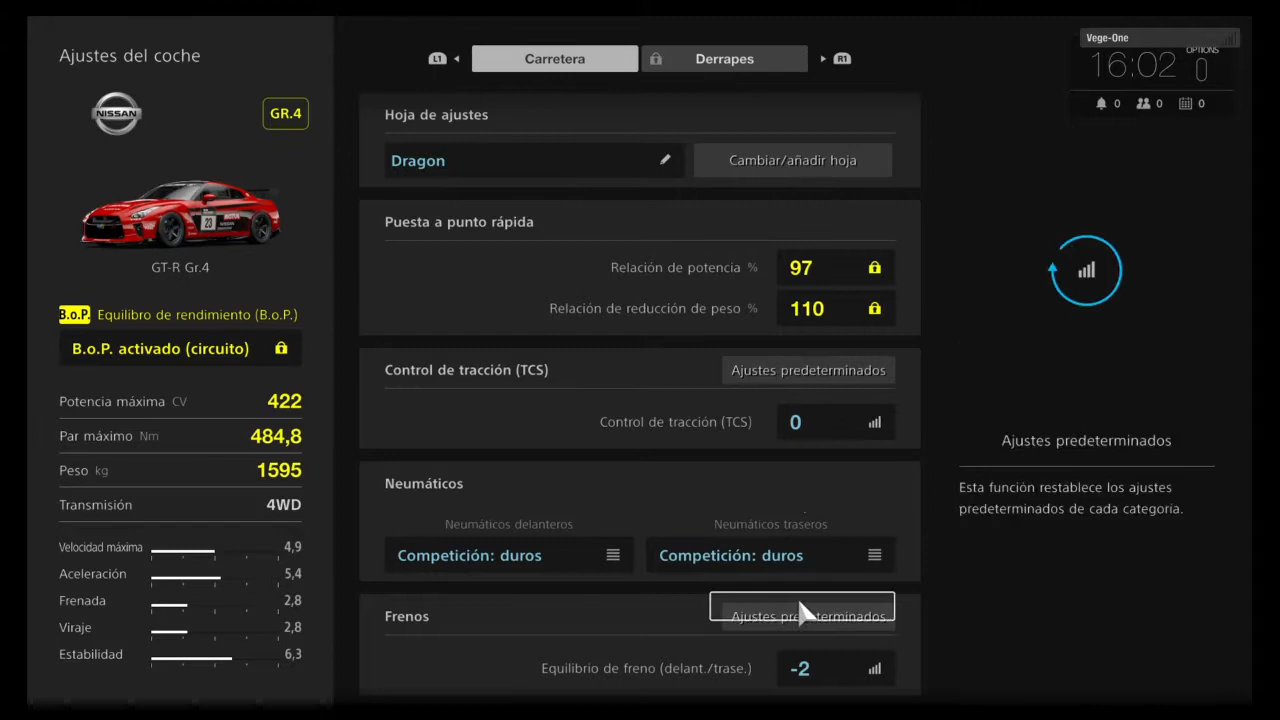 Ajustes del coche
NISSAN
GR.4
23
MOTUL
GT-R Gr.4
B.o.P. Equilibro de rendimiento (B.o.P.)
B.o.P. activado (circuito)
Potencia máxima CV 422
Par máximo Nm 484,8
Peso kg 1595
Transmisión 4WD
Velocidad máxima 4,9
Aceleración 5,4
Frenada 2,8
Viraje 2,8
Estabilidad 6,3
L1 Carretera Derrapes R1
Hoja de ajustes
Dragon Cambiar/añadir hoja
Puesta a punto rápida
Relación de potencia % 97
Relación de reducción de peso % 110
Control de tracción (TCS) Ajustes predeterminados
Control de tracción (TCS) 0
Neumáticos
Neumáticos delanteros Neumáticos traseros
Competición: duros Competición: duros
Frenos Ajustes predeterminados
Equilibrio de freno (delant./trase.) -2
Vege-One
16:02 OPTIONS
0 0 0
Ajustes predeterminados
Esta función restablece los ajustes
predeterminados de cada categoría.